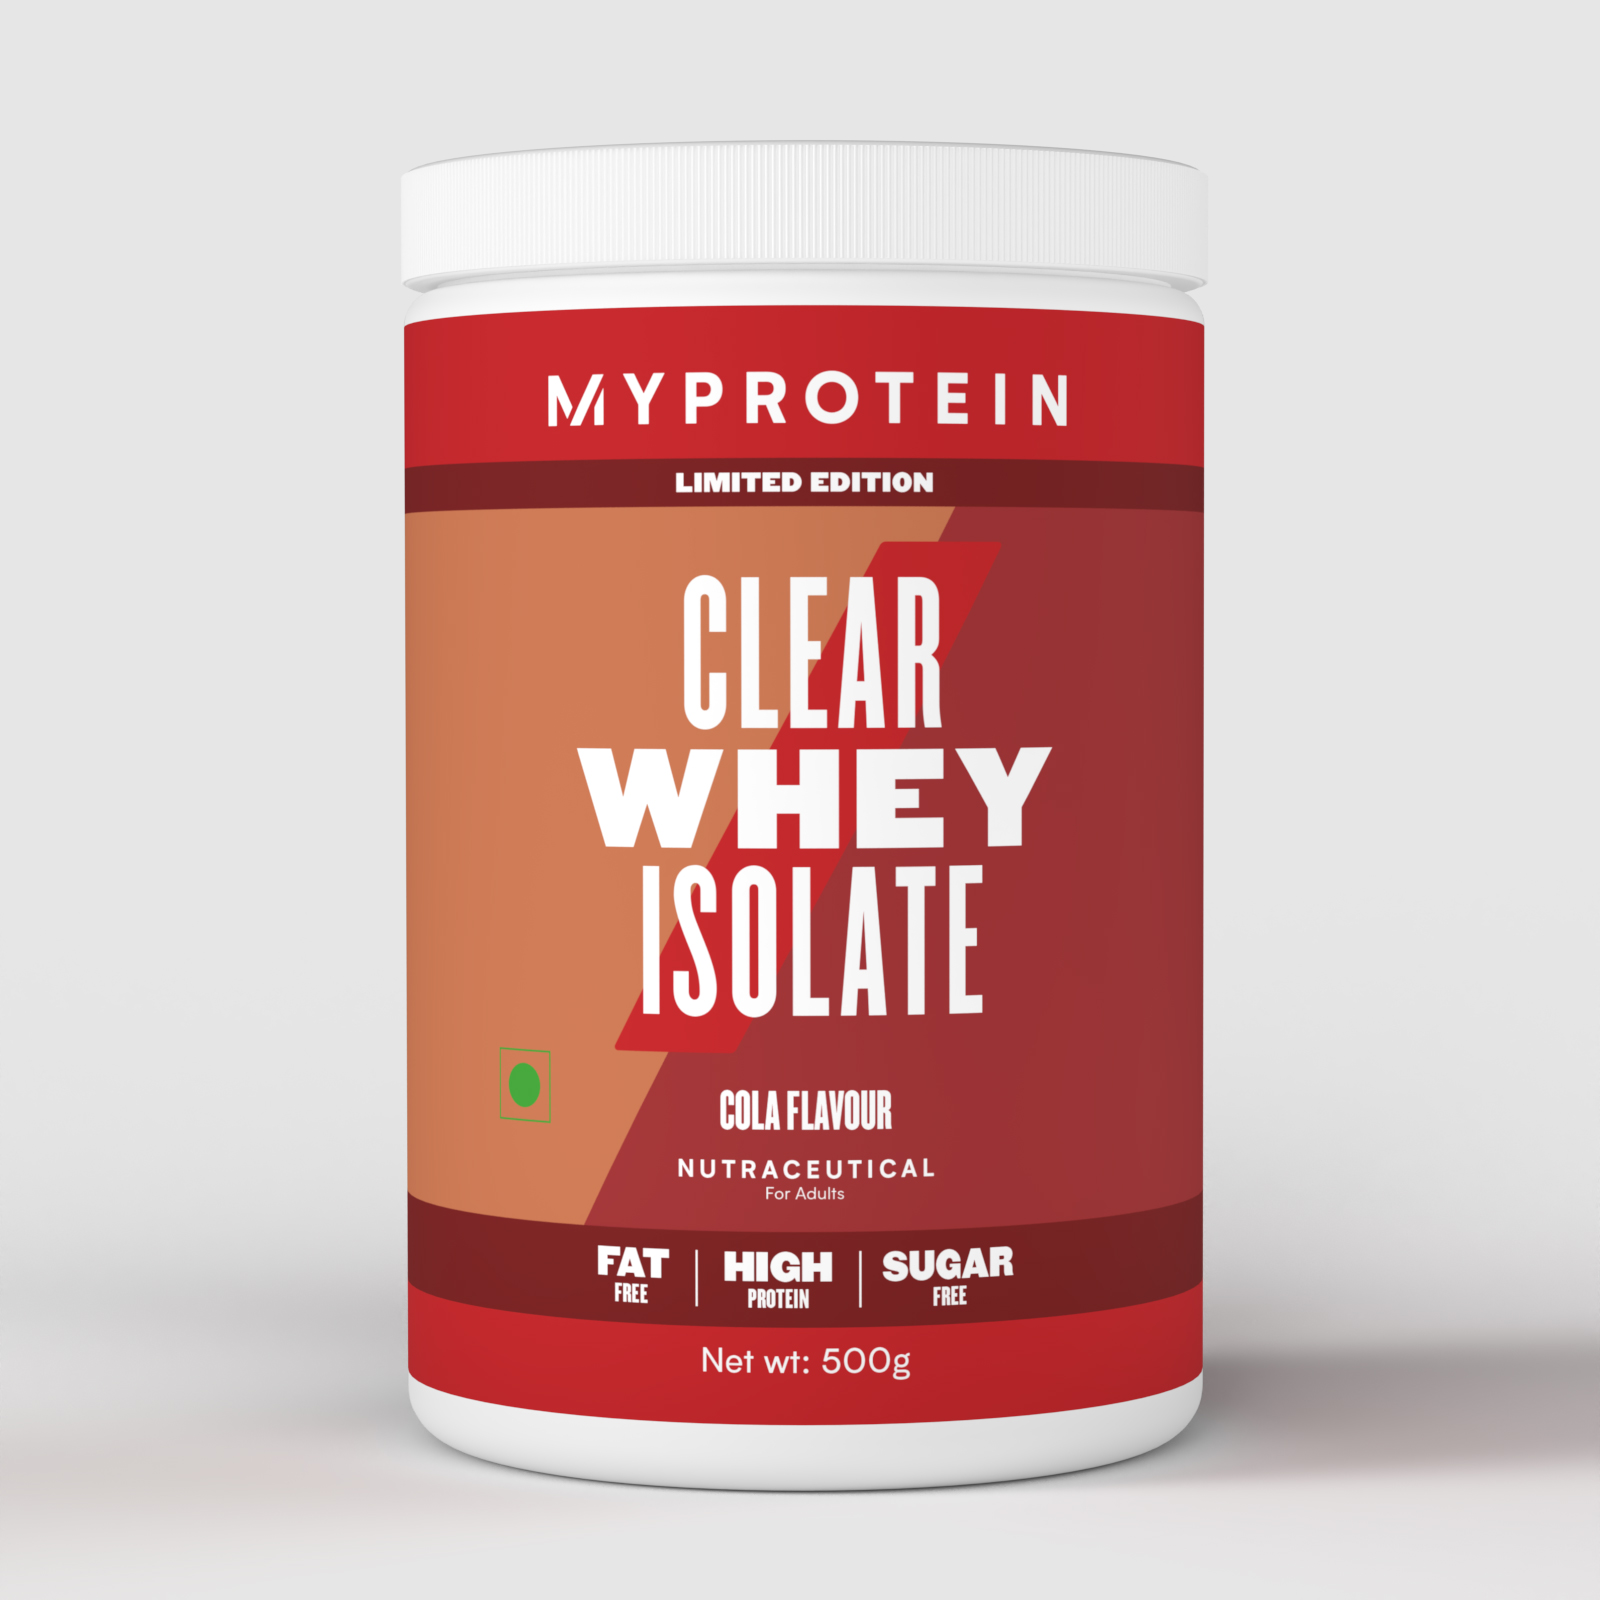 MYPROTEIN
LIMITED EDITION
CLEAR
WHEY
ISOLATE
COLA FLAVOUR
NUTRACEUTICAL
For Adults
FAT FREE
HIGH PROTEIN
SUGAR FREE
Net wt: 500g